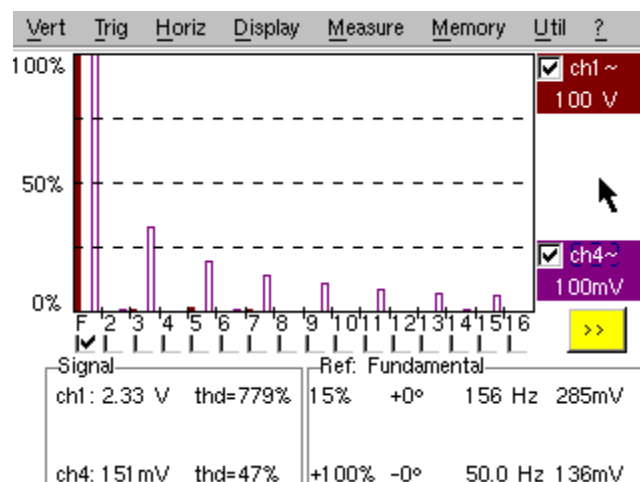 Vert Trig Horiz Display Measure Memory Util ?
100%
ch1 ~
100 V
50%
ch4~
100mV
0%
F 2 3 4 5 6 7 8 9 10 11 12 13 14 15 16
>>
Signal
Ref: Fundamental
ch1: 2.33 V thd=779% 15% +0° 156 Hz 285mV
ch4: 151mV thd=47% +100% -0° 50.0 Hz 136mV